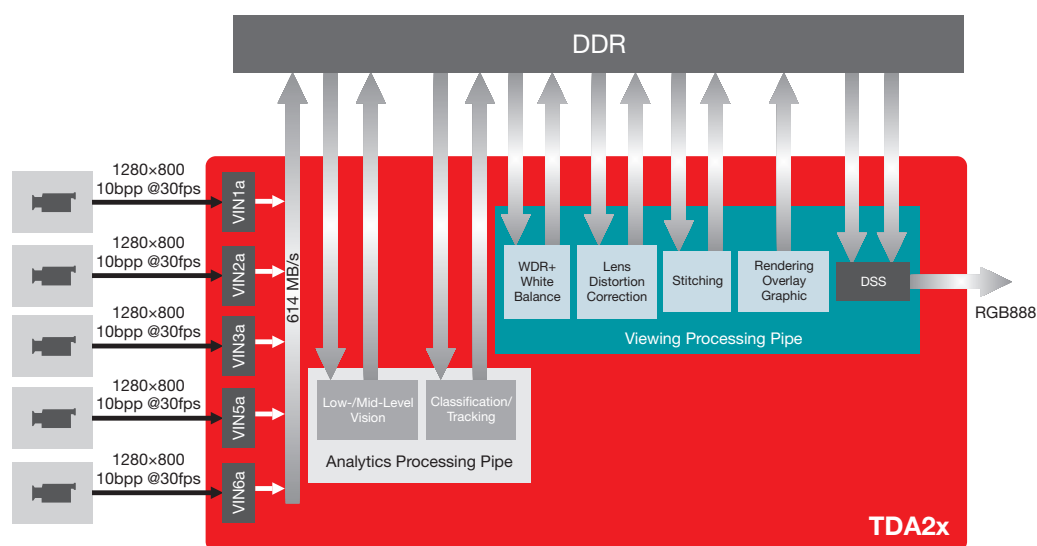 DDR
1280×800
10bpp @30fps
VIN1a
1280×800
10bpp @30fps
VIN2a
1280×800
10bpp @30fps
VIN3a
1280×800
10bpp @30fps
VIN5a
1280×800
10bpp @30fps
VIN6a
614 MB/s
WDR+
White
Balance
Lens
Distortion
Correction
Stitching
Rendering
Overlay
Graphic
DSS
RGB888
Viewing Processing Pipe
Low-/Mid-Level
Vision
Classification/
Tracking
Analytics Processing Pipe
TDA2x